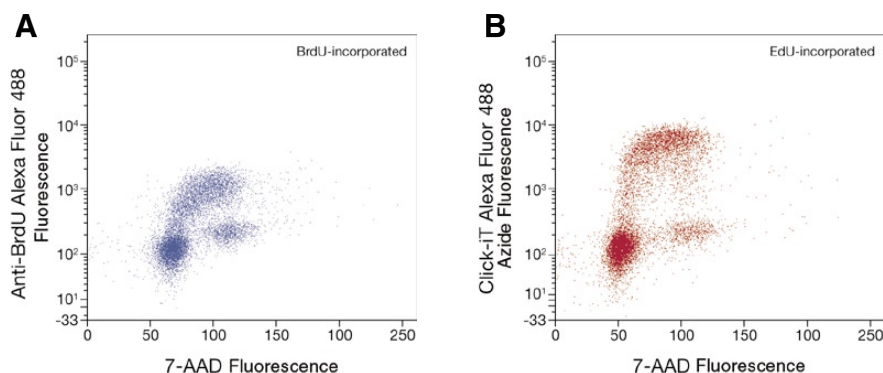 A
BrdU-incorporated
Anti-BrdU Alexa Fluor 488
Fluorescence
10⁵
10⁴
10³
10²
10¹
-33
0 50 100 150 100 250
7-AAD Fluorescence
B
EdU-incorporated
Click-iT Alexa Fluor 488
Azide Fluorescence
10⁵
10⁴
10³
10²
10¹
-33
0 50 100 150 100 250
7-AAD Fluorescence